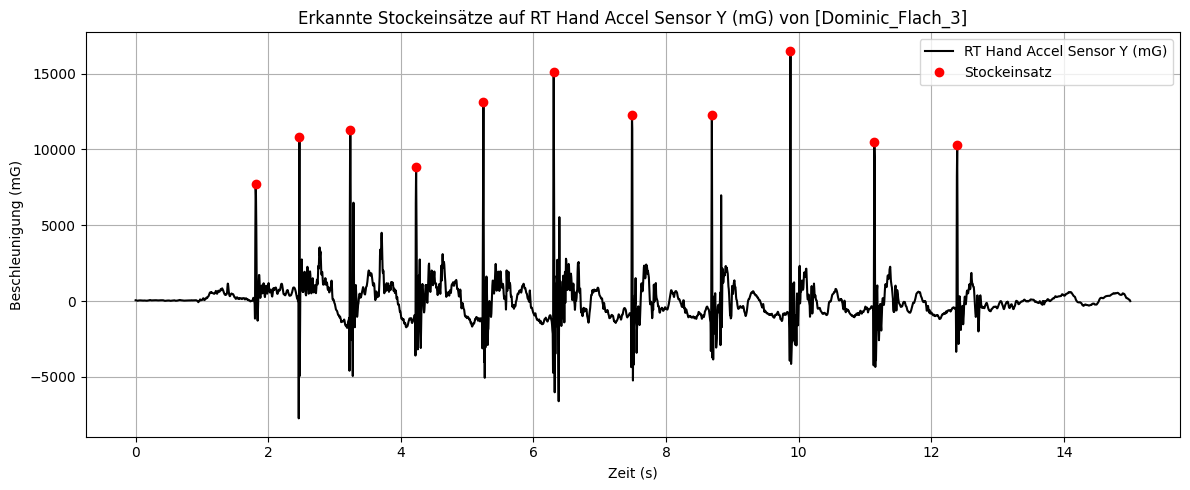 Erkannte Stockeinsätze auf RT Hand Accel Sensor Y (mG) von [Dominic_Flach_3]
RT Hand Accel Sensor Y (mG)
Stockeinsatz
Beschleunigung (mG)
15000
10000
5000
0
−5000
0 2 4 6 8 10 12 14
Zeit (s)